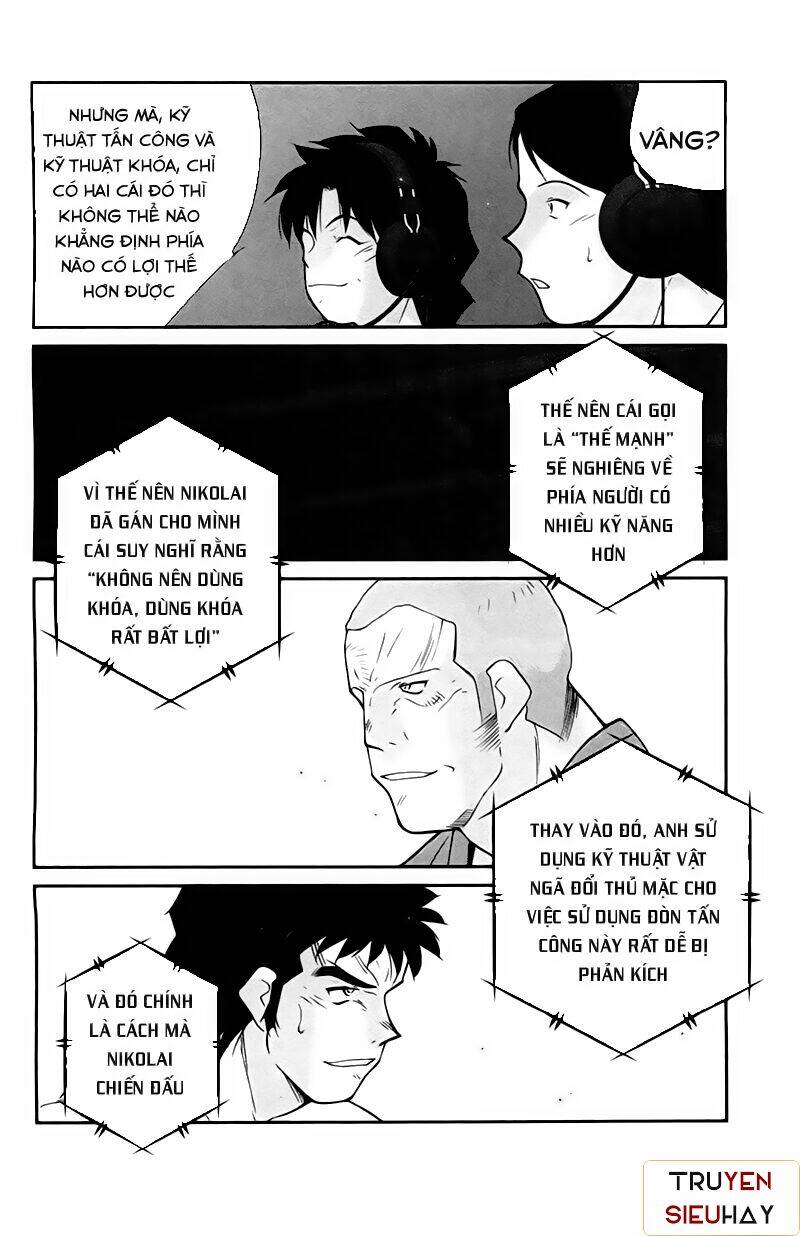 VÂNG?
NHƯNG MÀ, KỸ
THUẬT TẤN CÔNG VÀ
KỸ THUẬT KHÓA, CHỈ
CÓ HAI CÁI ĐÓ THÌ
KHÔNG THỂ NÀO
KHẲNG ĐỊNH PHÍA
NÀO CÓ LỢI THẾ
HƠN ĐƯỢC
THẾ NÊN CÁI GỌI
LÀ “THẾ MẠNH”
SẼ NGHIÊNG VỀ
PHÍA NGƯỜI CÓ
NHIỀU KỸ NĂNG
HƠN
VÌ THẾ NÊN NIKOLAI
ĐÃ GÁN CHO MÌNH
CÁI SUY NGHĨ RẰNG
“KHÔNG NÊN DÙNG
KHÓA, DÙNG KHÓA
RẤT BẤT LỢI”
THAY VÀO ĐÓ, ANH SỬ
DỤNG KỸ THUẬT VẬT
NGÃ ĐỔI THỦ MẶC CHO
VIỆC SỬ DỤNG ĐÒN TẤN
CÔNG NÀY RẤT DỄ BỊ
PHẢN KÍCH
VÀ ĐÓ CHÍNH
LÀ CÁCH MÀ
NIKOLAI
CHIẾN ĐẤU
TRUYEN
SIEUHAY